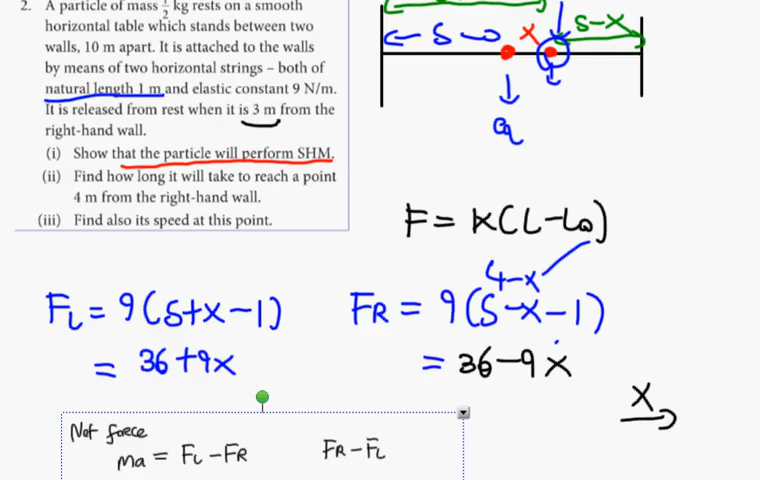 2. A particle of mass 1/2 kg rests on a smooth
horizontal table which stands between two
walls, 10 m apart. It is attached to the walls
by means of two horizontal strings – both of
natural length 1 m and elastic constant 9 N/m.
It is released from rest when it is 3 m from the
right-hand wall.
(i) Show that the particle will perform SHM.
(ii) Find how long it will take to reach a point
4 m from the right-hand wall.
(iii) Find also its speed at this point.
5 x 5-x
Eq
F = K(L-L0)
4-x
FL = 9(5+x-1) FR = 9(5-x-1)
= 36+9x = 36-9x
x
Net force
ma = FL-FR FR-FL